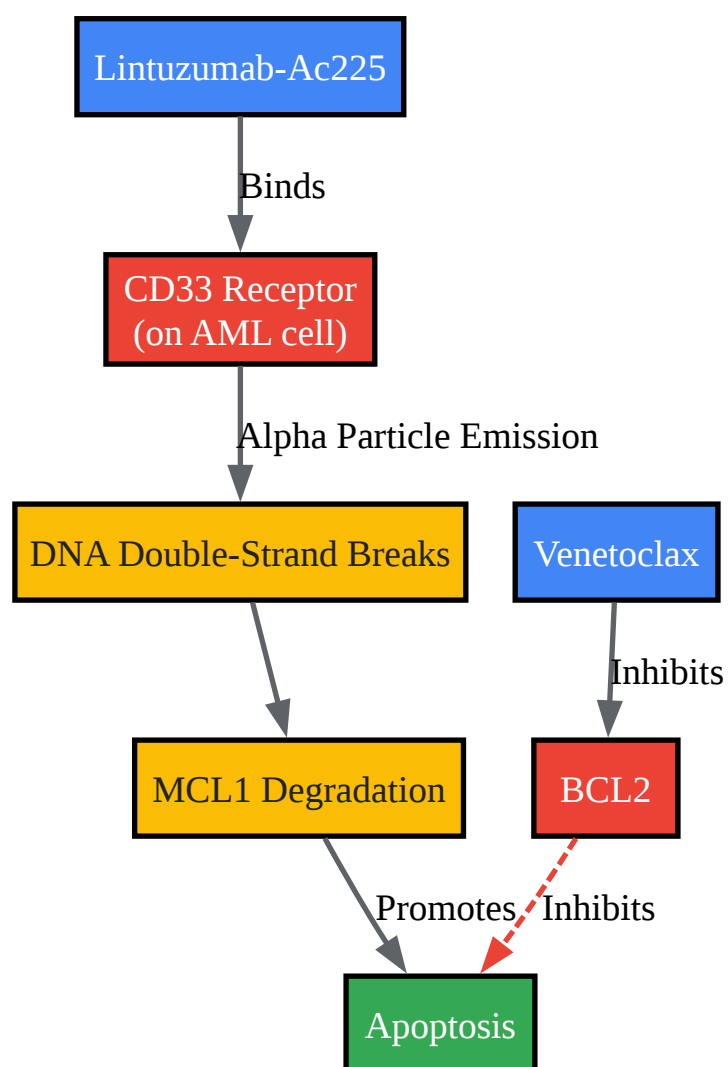 Lintuzumab-Ac225
Binds
CD33 Receptor
(on AML cell)
Alpha Particle Emission
DNA Double-Strand Breaks
Venetoclax
Inhibits
MCL1 Degradation
BCL2
Promotes
Inhibits
Apoptosis